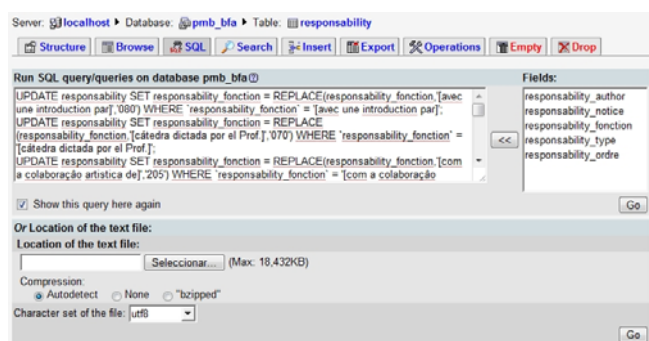 Server: localhost ▸ Database: pmb_bfa ▸ Table: responsability
Structure Browse SQL Search Insert Export Operations Empty Drop
Run SQL query/queries on database pmb_bfa
Fields:
UPDATE responsability SET responsability_fonction = REPLACE(responsability_fonction,'[avec
une introduction par]','080') WHERE `responsability_fonction` = '[avec une introduction par]';
UPDATE responsability SET responsability_fonction = REPLACE
(responsability_fonction,'[cátedra dictada por el Prof.]','070') WHERE `responsability_fonction` =
'[cátedra dictada por el Prof.]';
UPDATE responsability SET responsability_fonction = REPLACE(responsability_fonction,'[com
a colaboração artistica de]','205') WHERE `responsability_fonction` = '[com a colaboração
<<
responsability_author
responsability_notice
responsability_fonction
responsability_type
responsability_ordre
Show this query here again
Go
Or Location of the text file:
Location of the text file:
Seleccionar... (Max: 18,432KB)
Compression:
Autodetect None "bzipped"
Character set of the file: utf8
Go